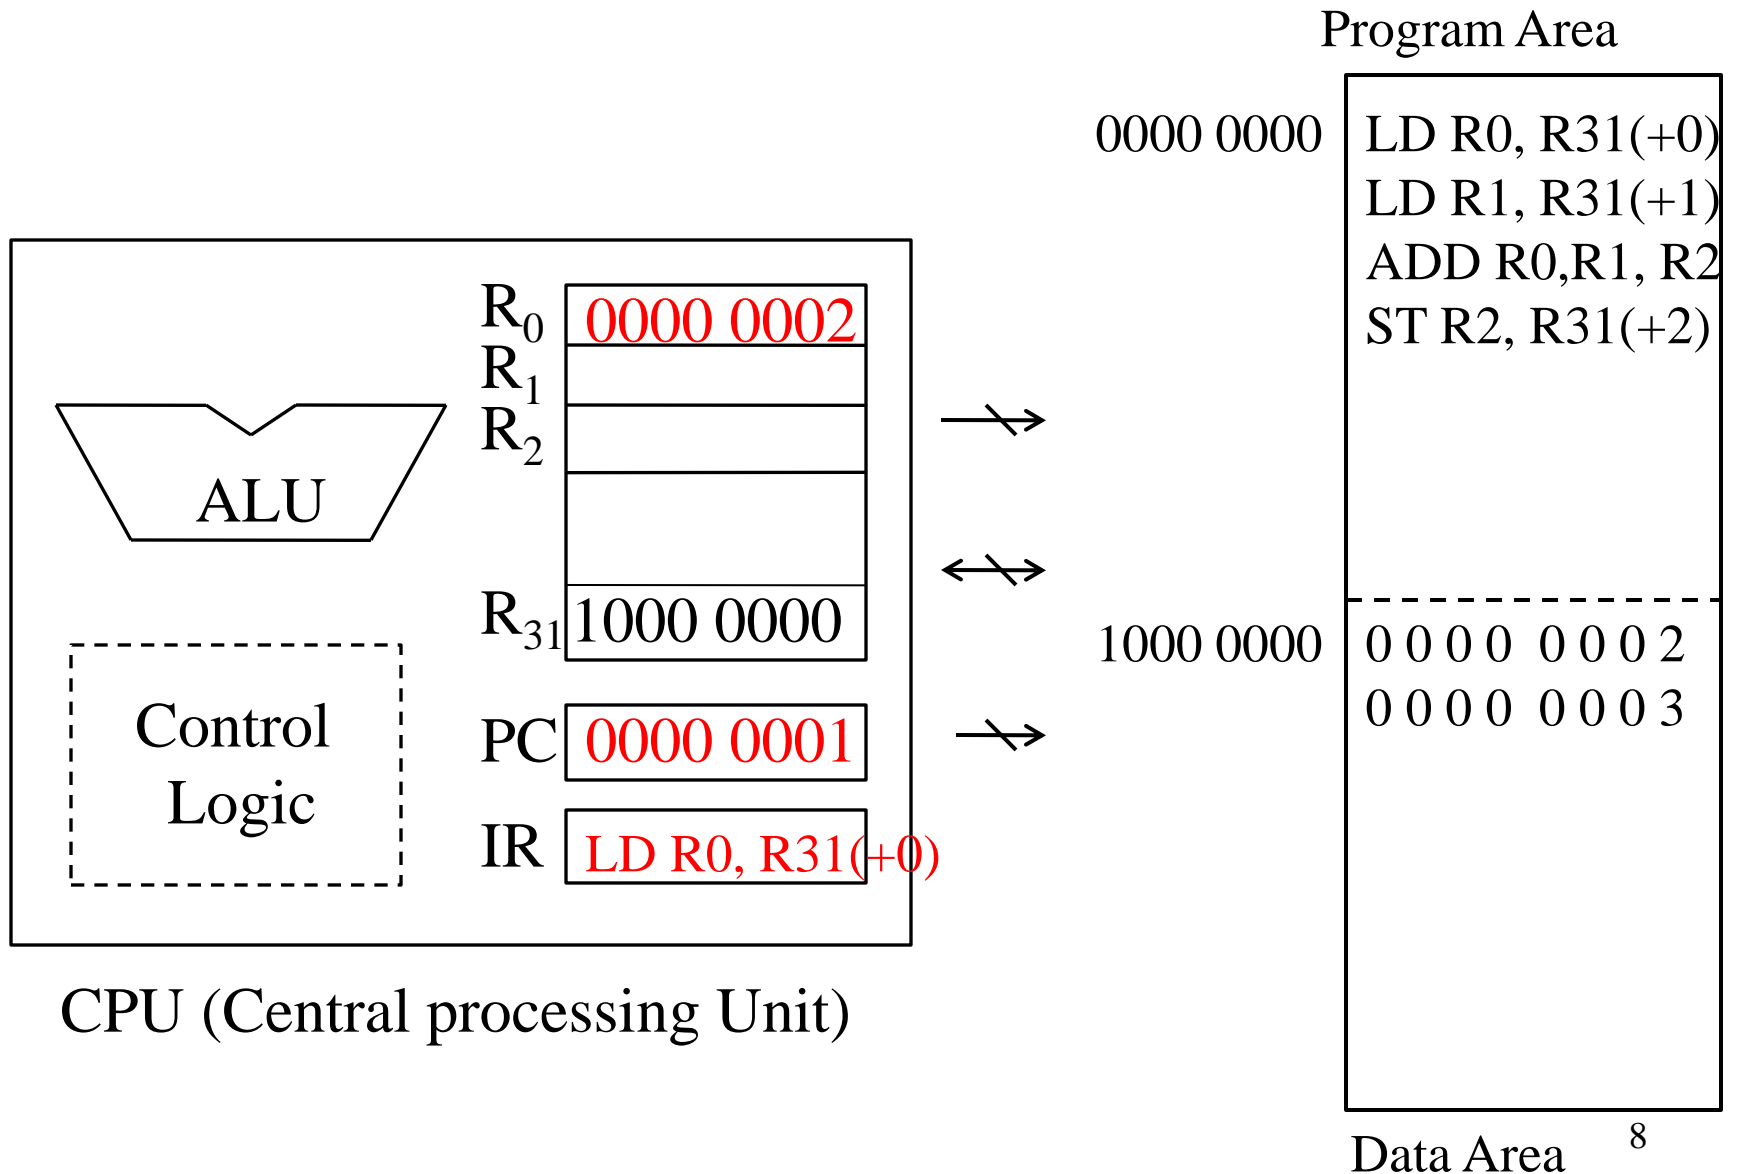 Program Area
0000 0000
LD R0, R31(+0)
LD R1, R31(+1)
ADD R0,R1, R2
ST R2, R31(+2)
R0 0000 0002
R1
R2
ALU
R31 1000 0000
1000 0000
0 0 0 0 0 0 0 2
0 0 0 0 0 0 0 3
Control
Logic
PC 0000 0001
IR LD R0, R31(+0)
CPU (Central processing Unit)
Data Area
8